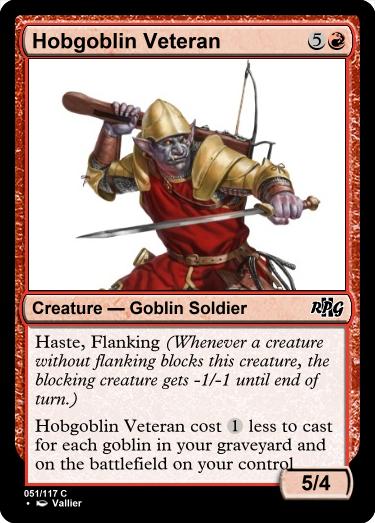 Hobgoblin Veteran 5
RPG
Creature — Goblin Soldier
Haste, Flanking (Whenever a creature
without flanking blocks this creature, the
blocking creature gets -1/-1 until end of
turn.)
Hobgoblin Veteran cost 1 less to cast
for each goblin in your graveyard and
on the battlefield on your control
5/4
051/117 C
• Vallier